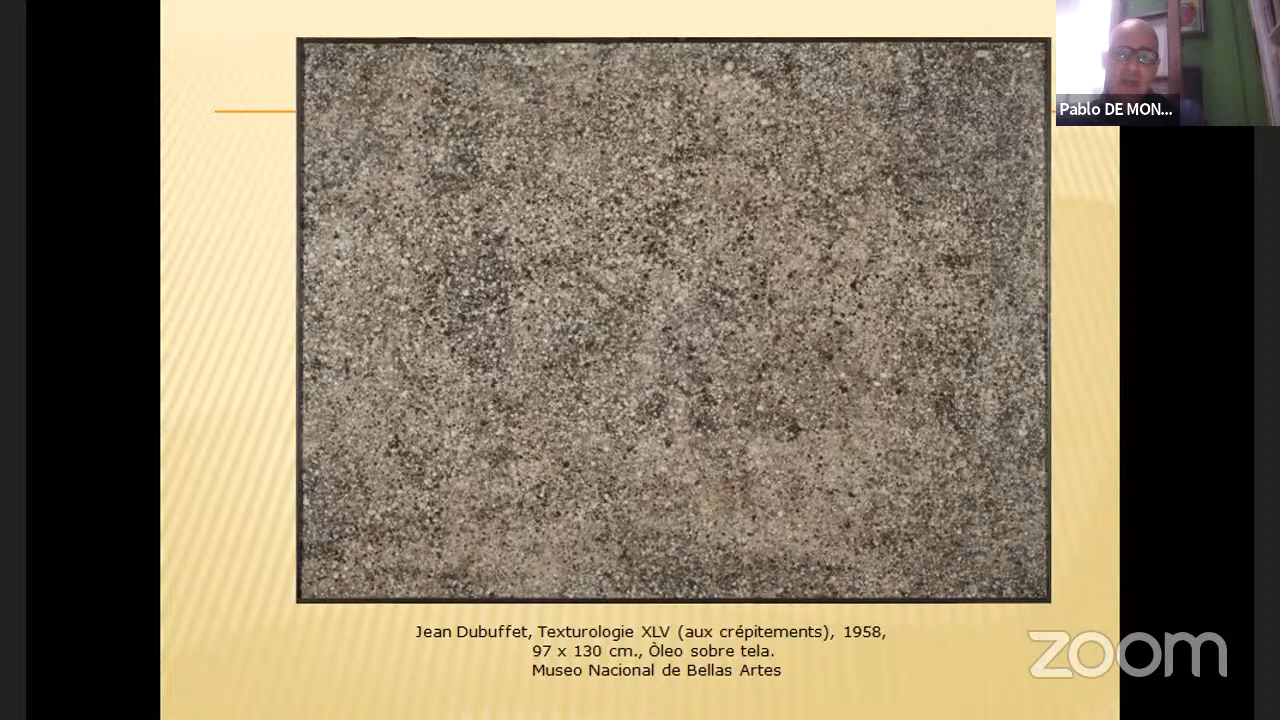 Pablo DE MON...
Jean Dubuffet, Texturologie XLV (aux crépitements), 1958,
97 x 130 cm., Òleo sobre tela.
Museo Nacional de Bellas Artes
zoom